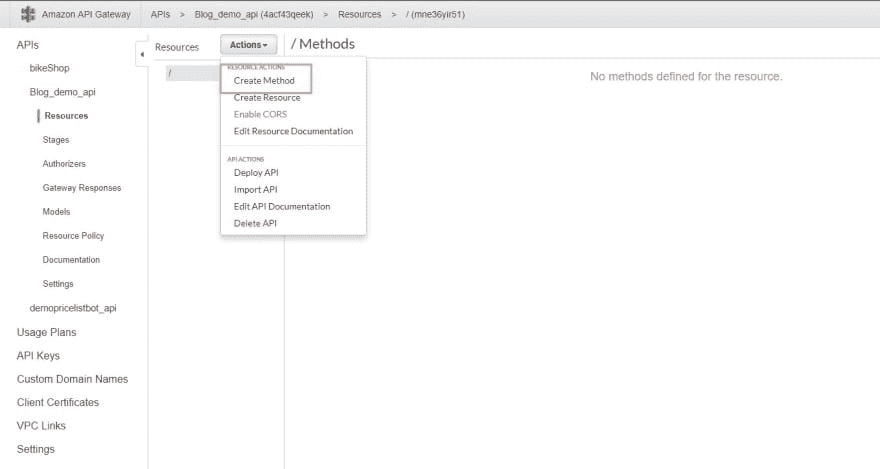 Amazon API Gateway APIs > Blog_demo_api (4acf43qeek) > Resources > / (mne36yir51)
APIs
bikeShop
Blog_demo_api
Resources
Stages
Authorizers
Gateway Responses
Models
Resource Policy
Documentation
Settings
demopricelistbot_api
Usage Plans
API Keys
Custom Domain Names
Client Certificates
VPC Links
Settings
Resources Actions
/
RESOURCE ACTIONS
Create Method
Create Resource
Enable CORS
Edit Resource Documentation
API ACTIONS
Deploy API
Import API
Edit API Documentation
Delete API
/ Methods
No methods defined for the resource.